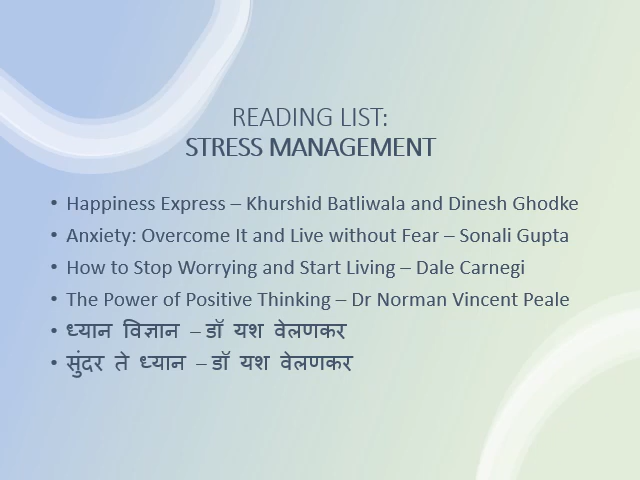 READING LIST:
STRESS MANAGEMENT
• Happiness Express – Khurshid Batliwala and Dinesh Ghodke
• Anxiety: Overcome It and Live without Fear – Sonali Gupta
• How to Stop Worrying and Start Living – Dale Carnegi
• The Power of Positive Thinking – Dr Norman Vincent Peale
• ध्यान विज्ञान – डॉ यश वेलणकर
• सुंदर ते ध्यान – डॉ यश वेलणकर